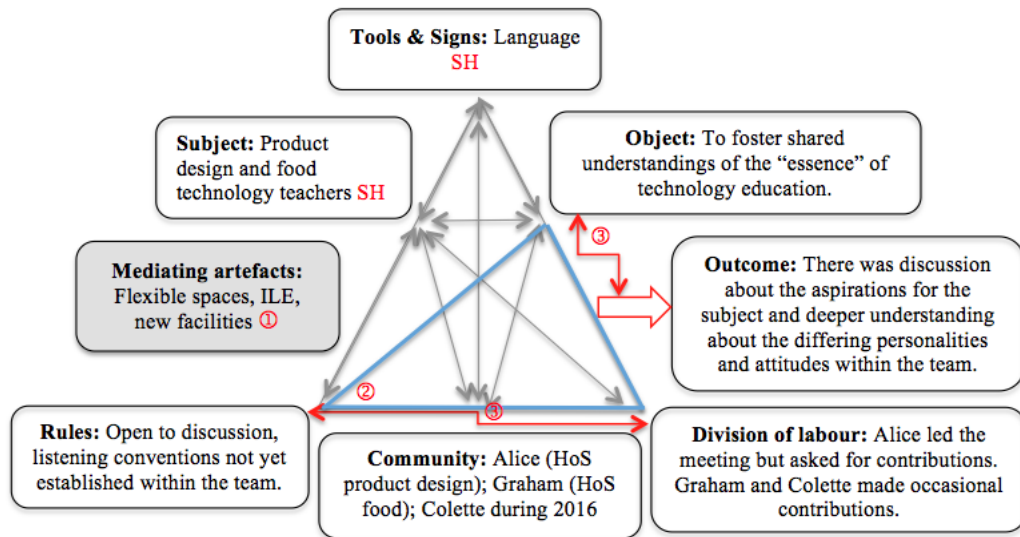 Tools & Signs: Language
SH
Subject: Product
design and food
technology teachers SH
Object: To foster shared
understandings of the “essence” of
technology education.
③
Mediating artefacts:
Flexible spaces, ILE,
new facilities ①
Outcome: There was discussion
about the aspirations for the
subject and deeper understanding
about the differing personalities
and attitudes within the team.
②
③
Rules: Open to discussion,
listening conventions not yet
established within the team.
Community: Alice (HoS
product design); Graham (HoS
food); Colette during 2016
Division of labour: Alice led the
meeting but asked for contributions.
Graham and Colette made occasional
contributions.